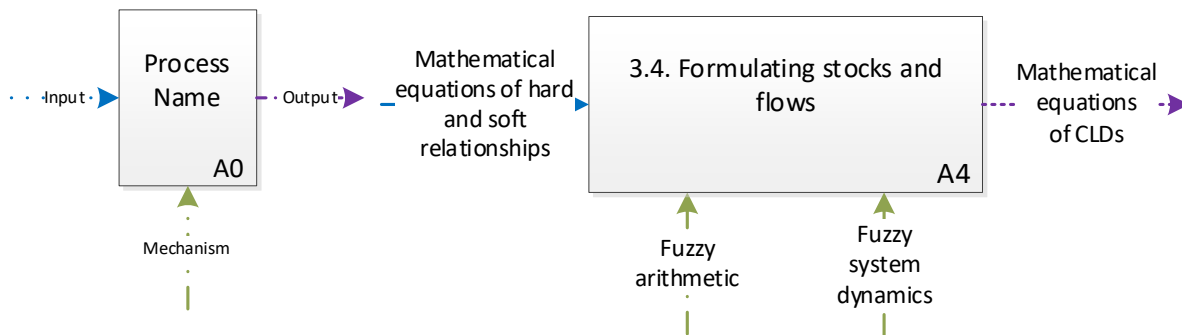 Process
Name
Input
Output
A0
Mechanism
Mathematical
equations of hard
and soft
relationships
3.4. Formulating stocks and
flows
A4
Mathematical
equations
of CLDs
Fuzzy
arithmetic
Fuzzy
system
dynamics